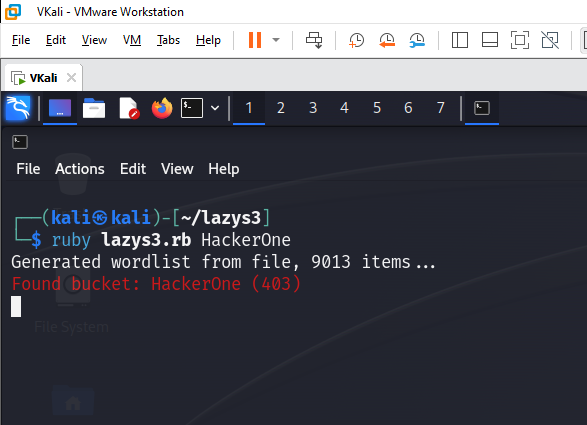 VKali - VMware Workstation
File Edit View VM Tabs Help
VKali
1 2 3 4 5 6 7
File Actions Edit View Help
┌──(kali㉿kali)-[~/lazys3]
└─$ ruby lazys3.rb HackerOne
Generated wordlist from file, 9013 items...
Found bucket: HackerOne (403)
File System